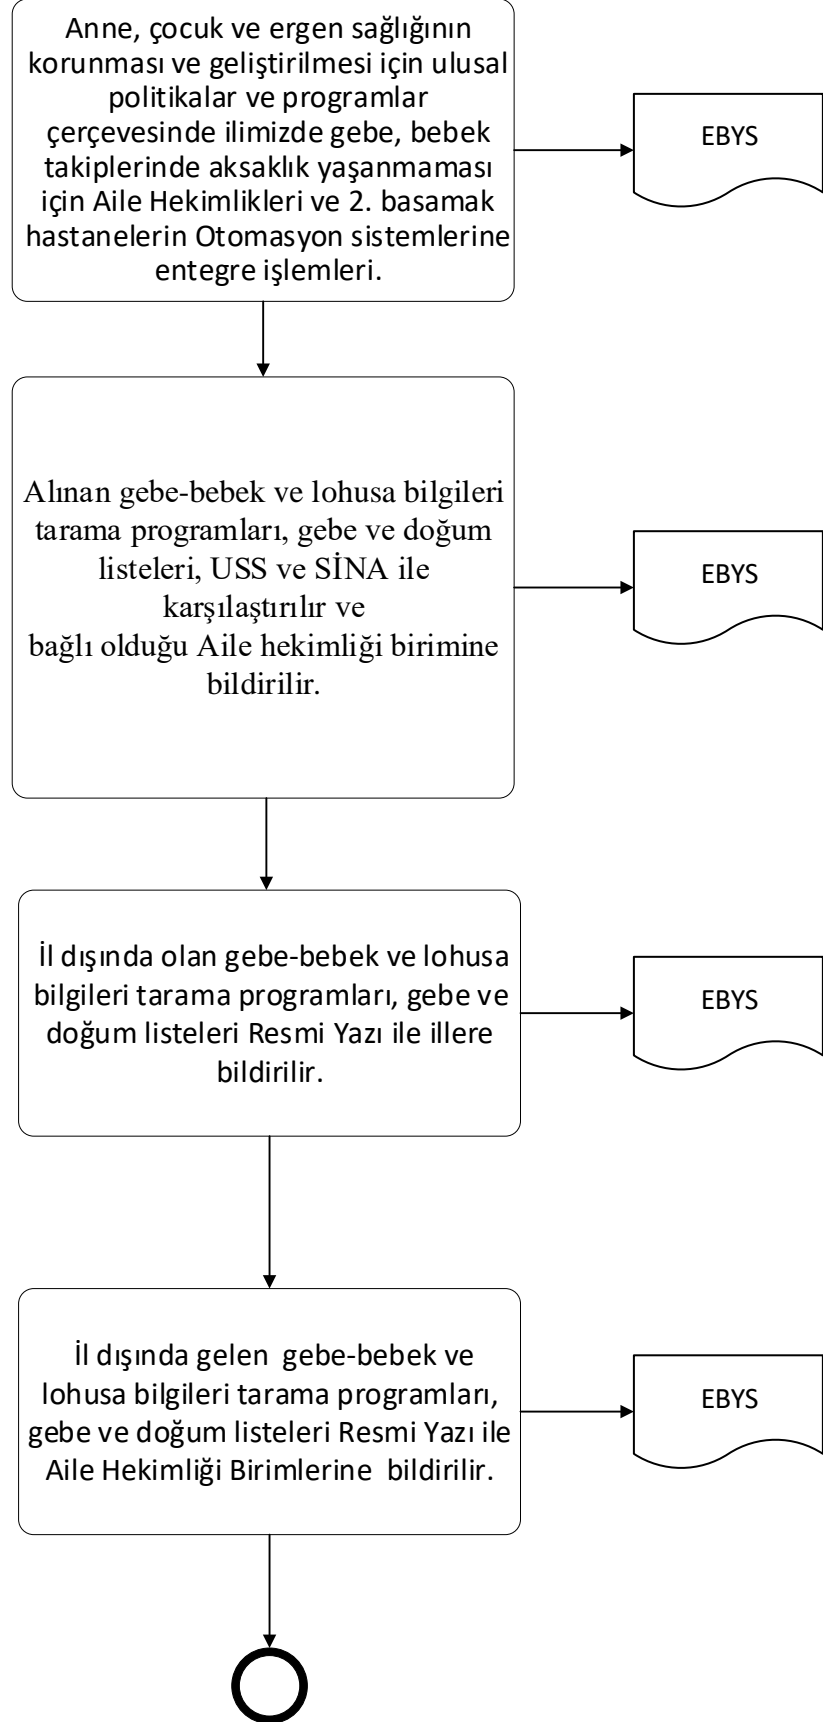 Anne, çocuk ve ergen sağlığının
korunması ve geliştirilmesi için ulusal
politikalar ve programlar
çerçevesinde ilimizde gebe, bebek
takiplerinde aksaklık yaşanmaması
için Aile Hekimlikleri ve 2. basamak
hastanelerin Otomasyon sistemlerine
entegre işlemleri.
EBYS
Alınan gebe-bebek ve lohusa bilgileri
tarama programları, gebe ve doğum
listeleri, USS ve SİNA ile
karşılaştırılır ve
bağlı olduğu Aile hekimliği birimine
bildirilir.
EBYS
İl dışında olan gebe-bebek ve lohusa
bilgileri tarama programları, gebe ve
doğum listeleri Resmi Yazı ile illere
bildirilir.
EBYS
İl dışında gelen  gebe-bebek ve
lohusa bilgileri tarama programları,
gebe ve doğum listeleri Resmi Yazı ile
Aile Hekimliği Birimlerine  bildirilir.
EBYS